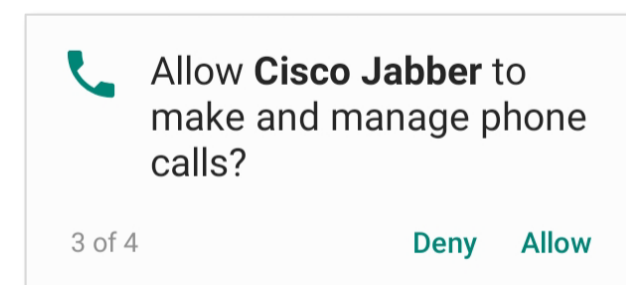 Allow Cisco Jabber to
make and manage phone
calls?
3 of 4 Deny Allow